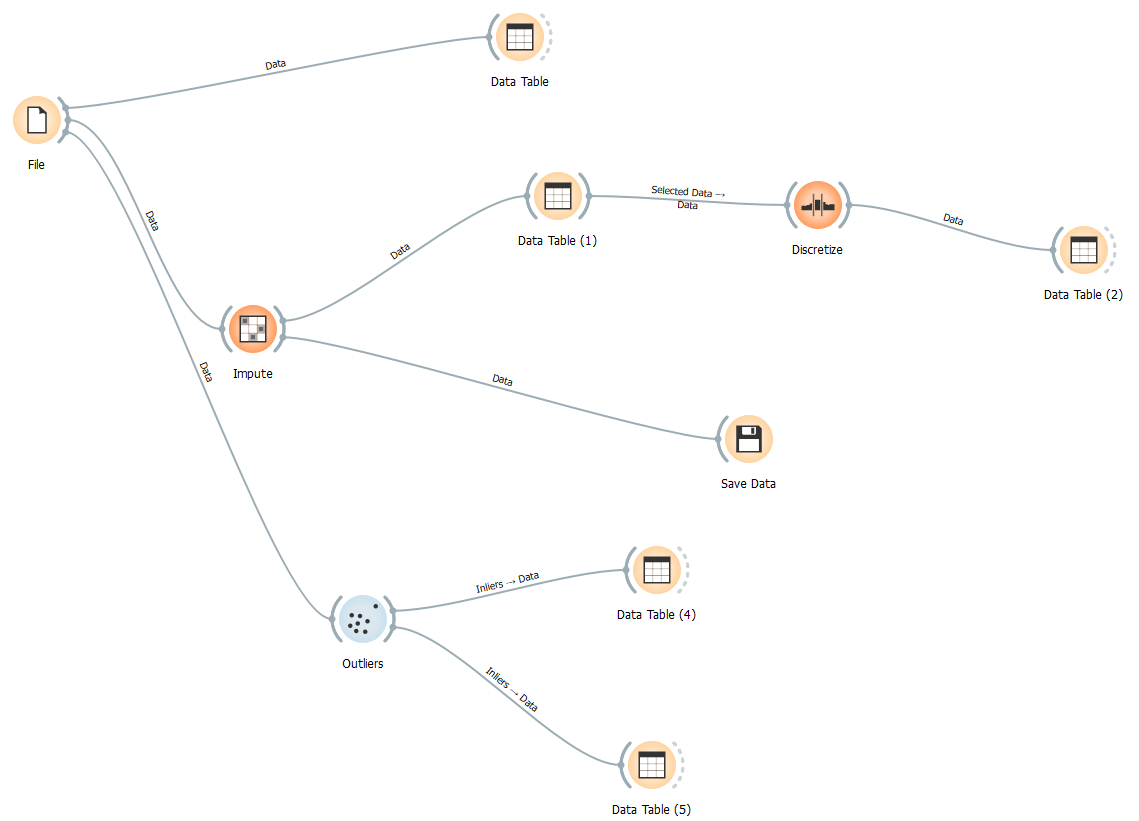 Data Table
Data
File
Selected Data →
Data
Data Table (1)
Data
Data
Discretize
Data
Data Table (2)
Impute
Data
Data
Save Data
Inliers → Data
Data Table (4)
Outliers
Inliers → Data
Data Table (5)